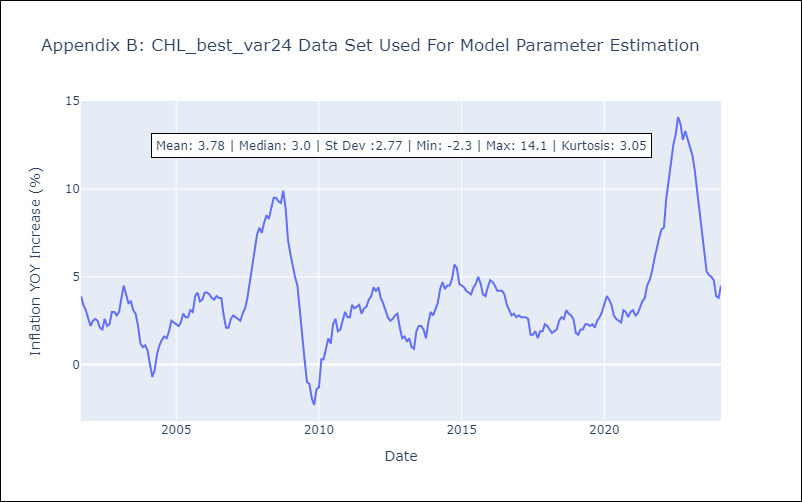 Appendix B: CHL_best_var24 Data Set Used For Model Parameter Estimation
Mean: 3.78 | Median: 3.0 | St Dev :2.77 | Min: -2.3 | Max: 14.1 | Kurtosis: 3.05
Inflation YOY Increase (%)
15
10
5
0
2005
2010
2015
2020
Date